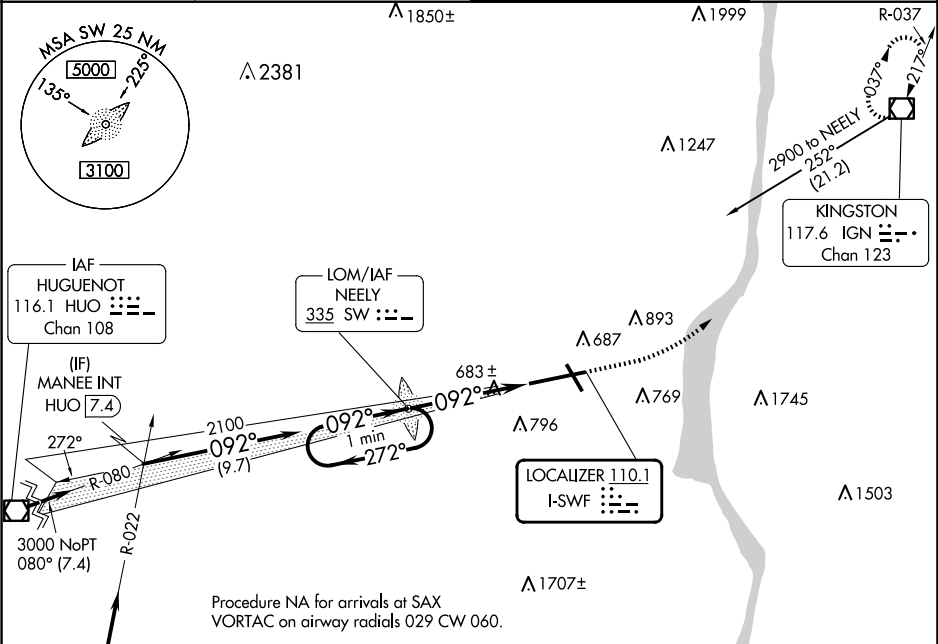 1850±
1999
R-037
MSA SW 25 NM
5000
225°
135°
3100
2381
037°
217°
1247
2900 to NEELY
252°
(21.2)
KINGSTON
117.6 IGN
Chan 123
IAF
HUGUENOT
116.1 HUO
Chan 108
LOM/IAF
NEELY
335 SW
(IF)
MANEE INT
HUO 7.4
893
687
683±
769
1745
796
2100
092°
092°
092°
1 min
272°
272°
(9.7)
R-080
R-022
LOCALIZER 110.1
I-SWF
1503
3000 NoPT
080° (7.4)
1707±
Procedure NA for arrivals at SAX
VORTAC on airway radials 029 CW 060.